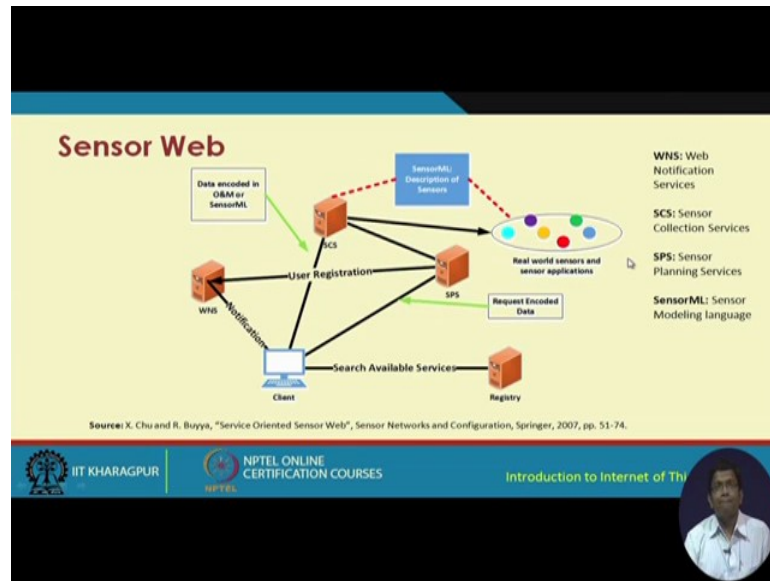 Sensor Web
Data encoded in
O&M or
SensorML
SensorML:
Description of
Sensors
SCS
Real world sensors and
sensor applications
User Registration
SPS
WNS
Notification
Request Encoded
Data
Search Available Services
Client
Registry
WNS: Web
Notification
Services
SCS: Sensor
Collection Services
SPS: Sensor
Planning Services
SensorML: Sensor
Modeling language
Source: X. Chu and R. Buyya, "Service Oriented Sensor Web", Sensor Networks and Configuration, Springer, 2007, pp. 51-74.
IIT KHARAGPUR
NPTEL
NPTEL ONLINE
CERTIFICATION COURSES
Introduction to Internet of Thi